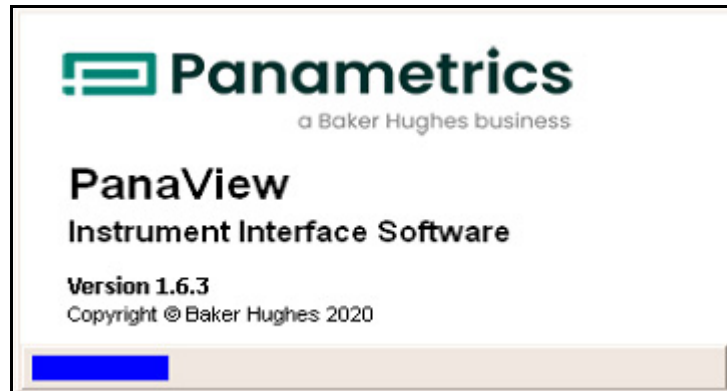 Panametrics
a Baker Hughes business
PanaView
Instrument Interface Software
Version 1.6.3
Copyright © Baker Hughes 2020